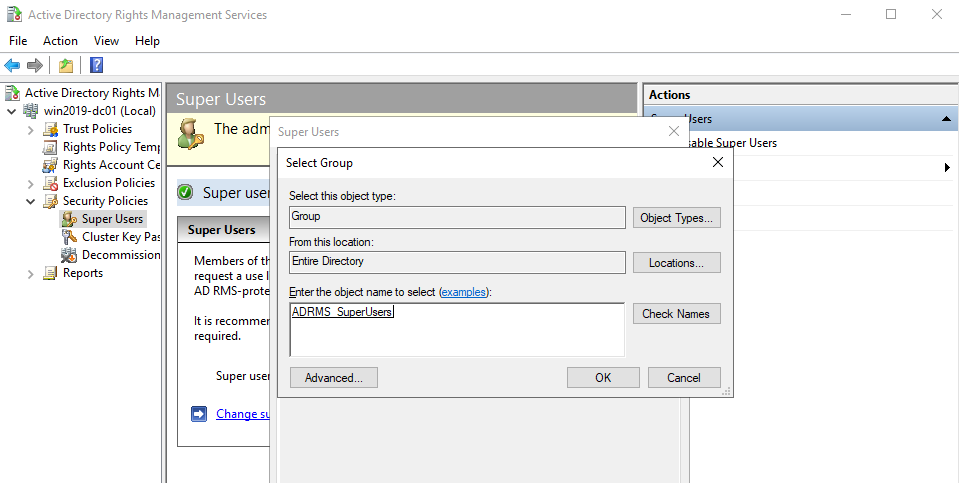 Active Directory Rights Management Services
File Action View Help
Active Directory Rights M
win2019-dc01 (Local)
Trust Policies
Rights Policy Temp
Rights Account Ce
Exclusion Policies
Security Policies
Super Users
Cluster Key Pas
Decommission
Reports
Super Users
The adm
Super user
Super Users
Members of th
request a use l
AD RMS-prote
It is recommer
required.
Super user
Change su
Super Users
Select Group
Select this object type:
Group
Object Types...
From this location:
Entire Directory
Locations...
Enter the object name to select (examples):
ADRMS_SuperUsers
Check Names
Advanced...
OK
Cancel
Actions
Users
sable Super Users